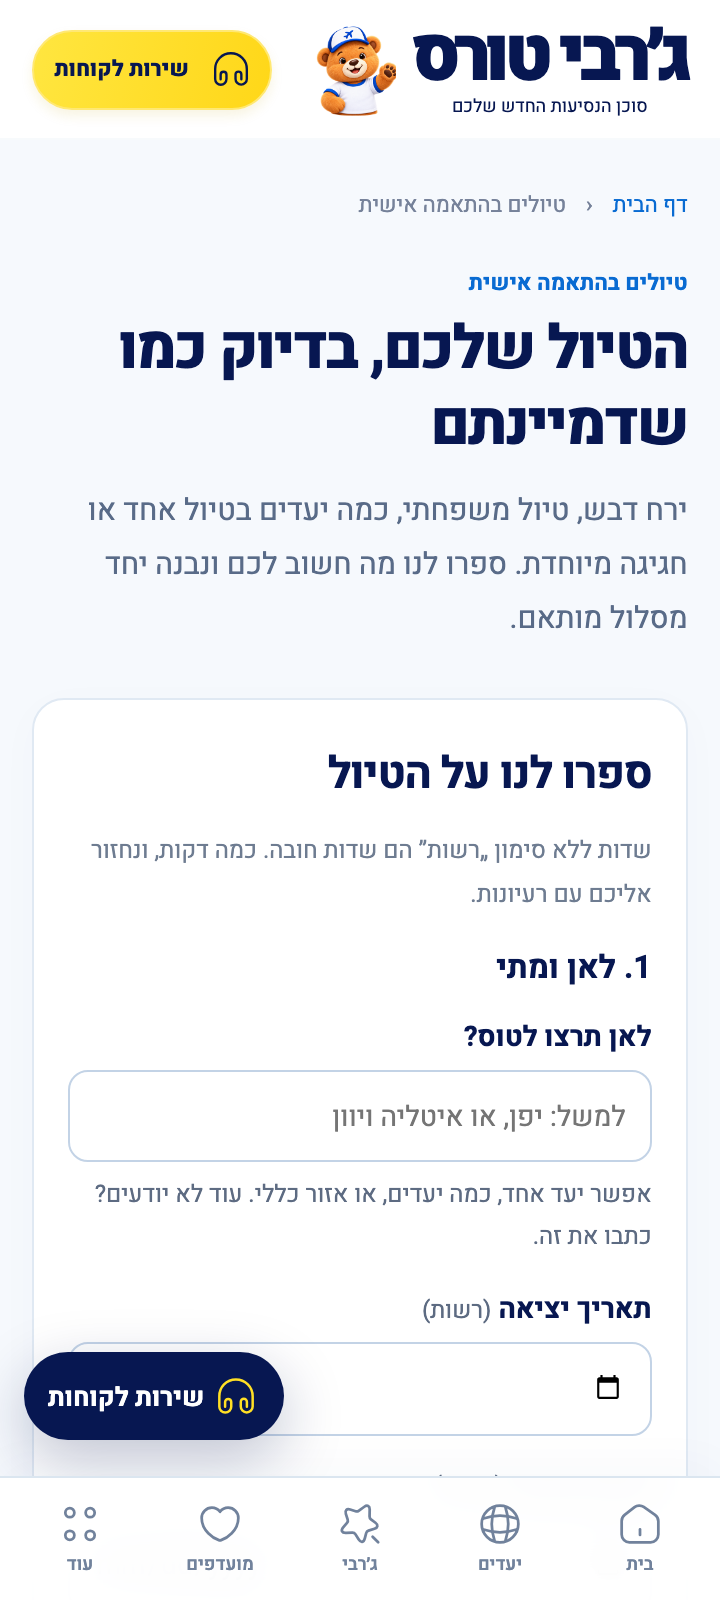 ג׳רבי טורס
סוכן הנסיעות החדש שלכם
שירות לקוחות
דף הבית › טיולים בהתאמה אישית
טיולים בהתאמה אישית
הטיול שלכם, בדיוק כמו
שדמיינתם
ירח דבש, טיול משפחתי, כמה יעדים בטיול אחד או
חגיגה מיוחדת. ספרו לנו מה חשוב לכם ונבנה יחד
מסלול מותאם.
ספרו לנו על הטיול
שדות ללא סימון „רשות” הם שדות חובה. כמה דקות, ונחזור
אליכם עם רעיונות.
1. לאן ומתי
לאן תרצו לטוס?
למשל: יפן, או איטליה ויוון
אפשר יעד אחד, כמה יעדים, או אזור כללי. עוד לא יודעים?
כתבו את זה.
תאריך יציאה (רשות)
שירות לקוחות
בית
יעדים
ג׳רבי
מועדפים
עוד